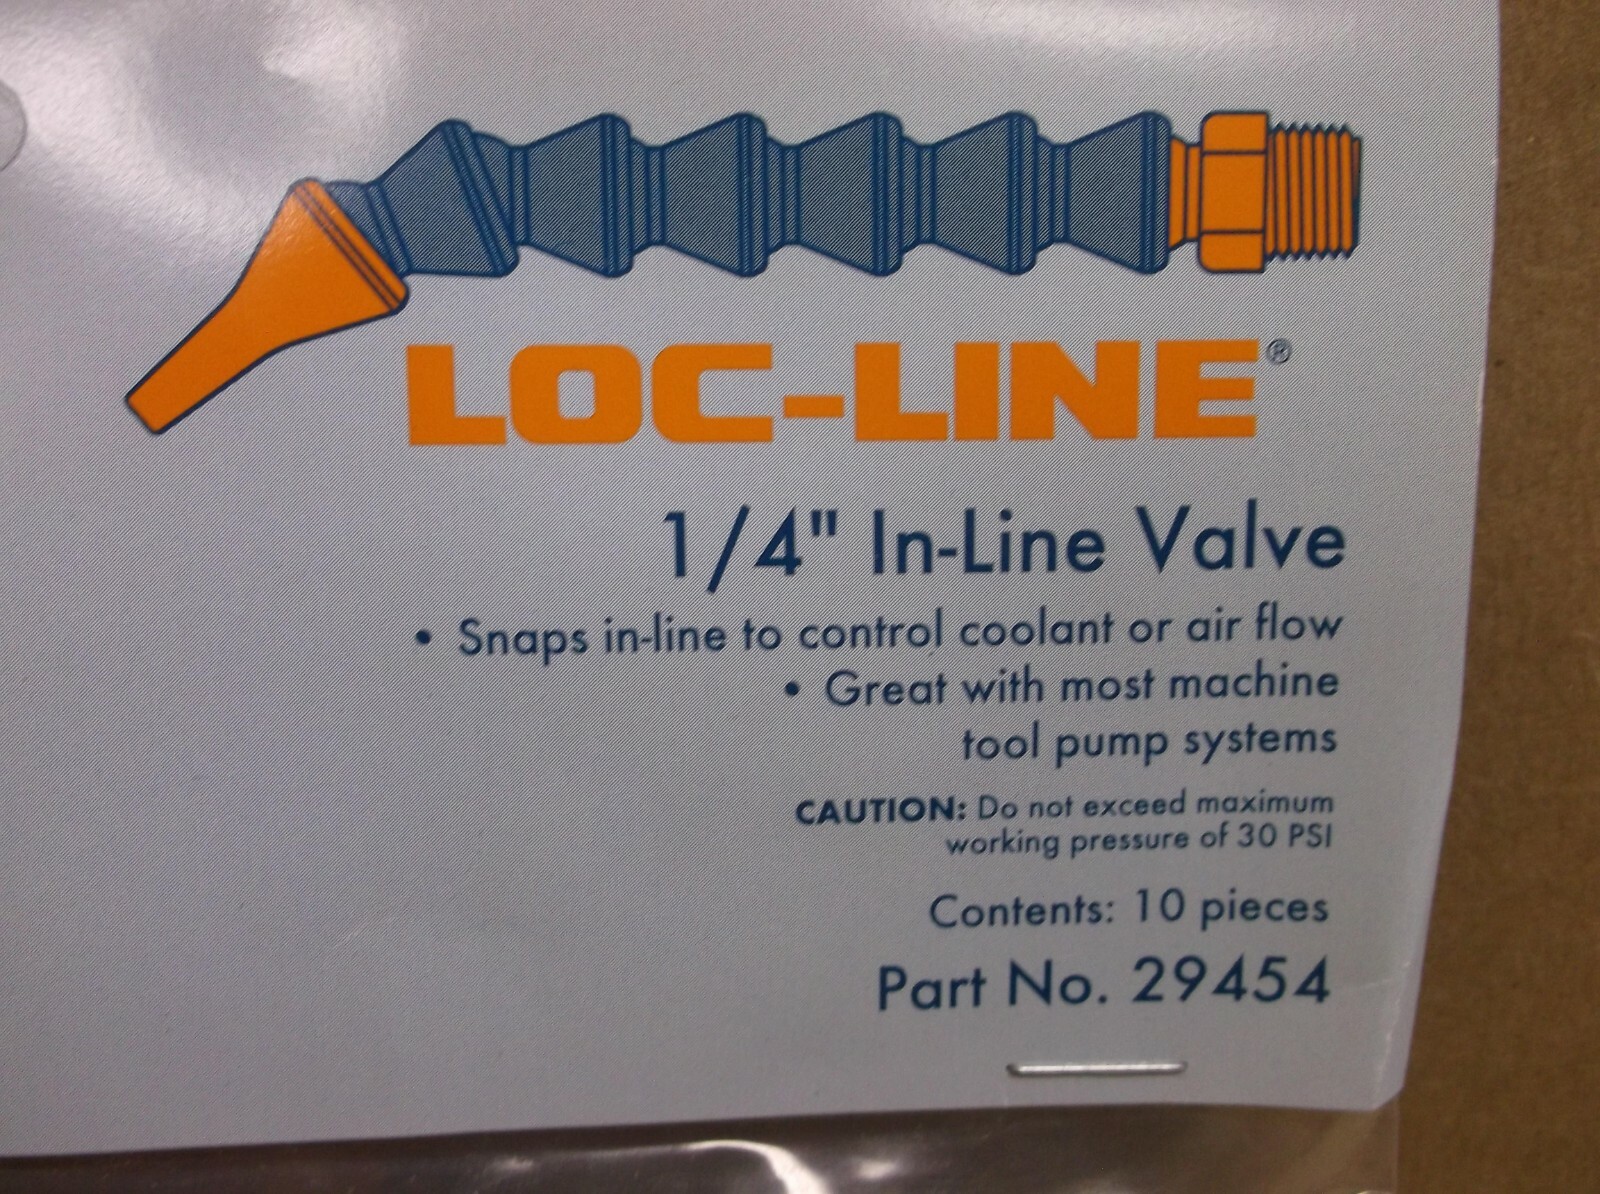 LOC-LINE®
1/4" In-Line Valve
• Snaps in-line to control coolant or air flow
• Great with most machine
tool pump systems
CAUTION: Do not exceed maximum
working pressure of 30 PSI
Contents: 10 pieces
Part No. 29454